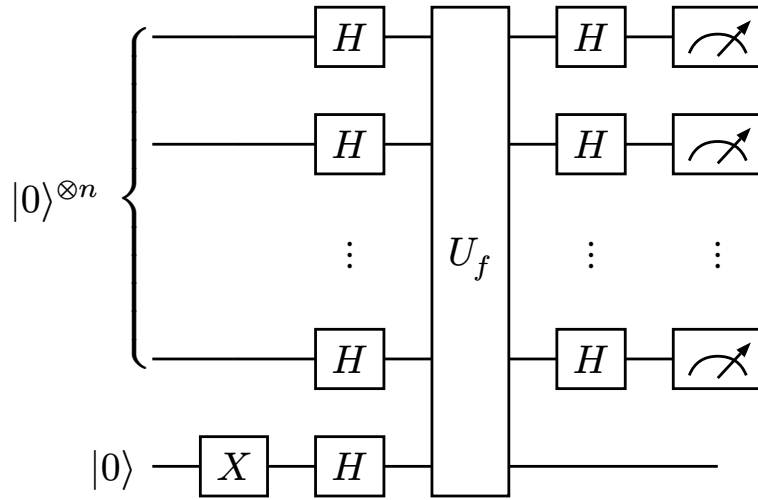 H H
H H
|0⟩⊗n
⋮ U_f ⋮ ⋮
H H
|0⟩ X H